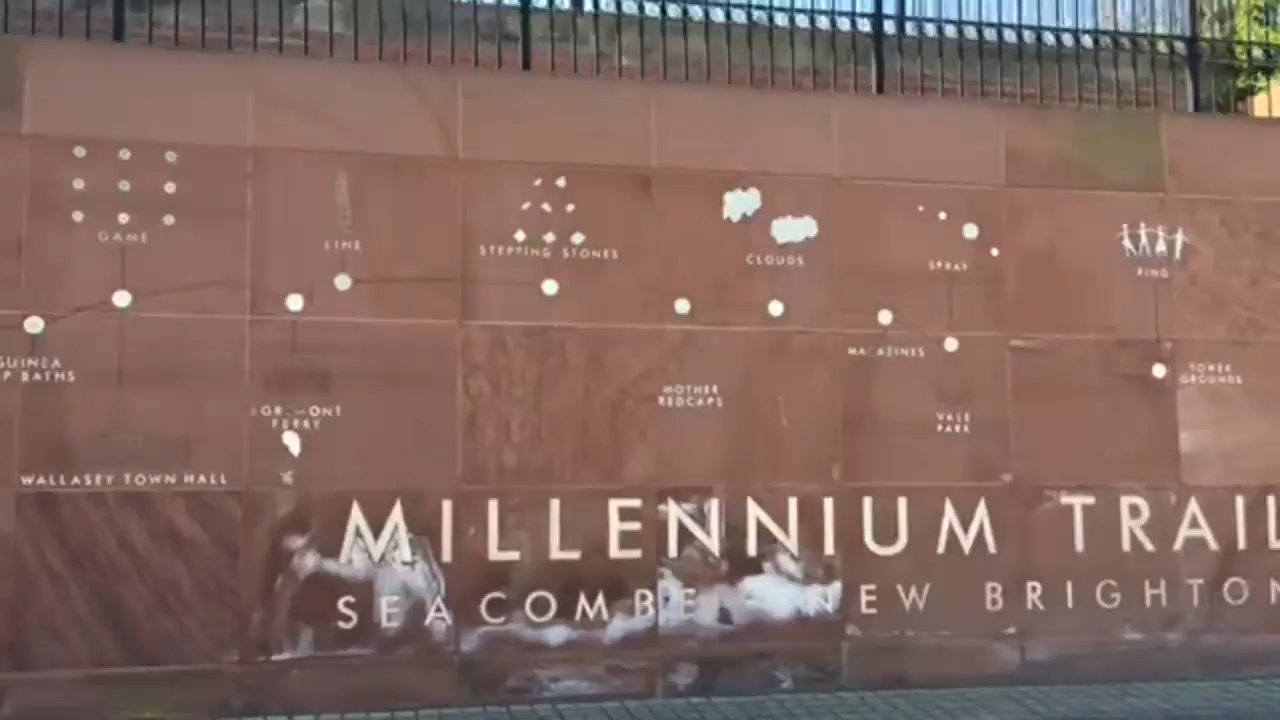 GAME
LINE
STEPPING STONES
CLOUDS
SPRAY
RING
GUINEA
P BATHS
MAGAZINES
TOWER
GROUNDS
MOTHER
REDCAPS
EGREMONT
FERRY
VALE
PARK
WALLASEY TOWN HALL
MILLENNIUM TRAIL
SEACOMBE - NEW BRIGHTON